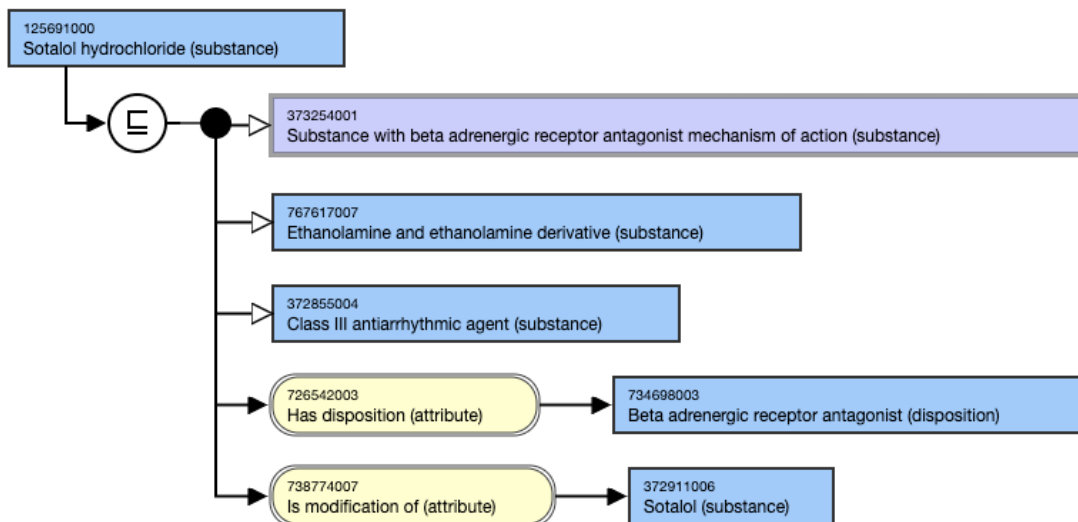 125691000
Sotalol hydrochloride (substance)
⊑
373254001
Substance with beta adrenergic receptor antagonist mechanism of action (substance)
767617007
Ethanolamine and ethanolamine derivative (substance)
372855004
Class III antiarrhythmic agent (substance)
726542003
Has disposition (attribute)
734698003
Beta adrenergic receptor antagonist (disposition)
738774007
Is modification of (attribute)
372911006
Sotalol (substance)